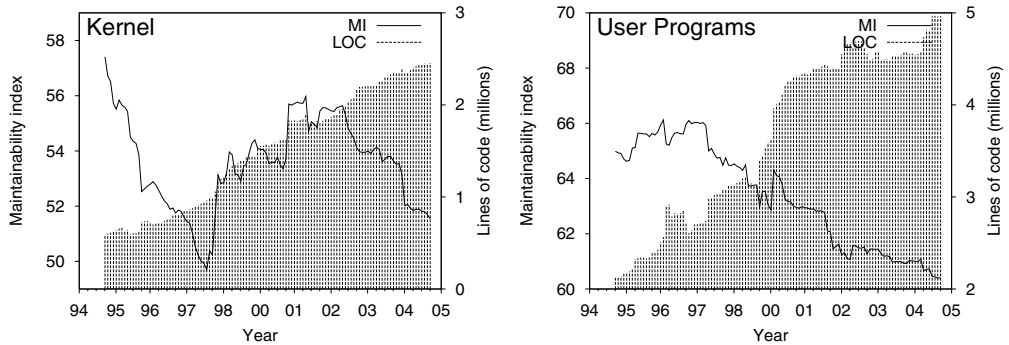 Kernel
MI
LOC
58
56
54
52
50
Maintainability index
3
2
1
0
Lines of code (millions)
94 95 96 97 98 00 01 02 03 04 05
Year
User Programs
MI
LOC
70
68
66
64
62
60
Maintainability index
5
4
3
2
Lines of code (millions)
94 95 96 97 98 00 01 02 03 04 05
Year